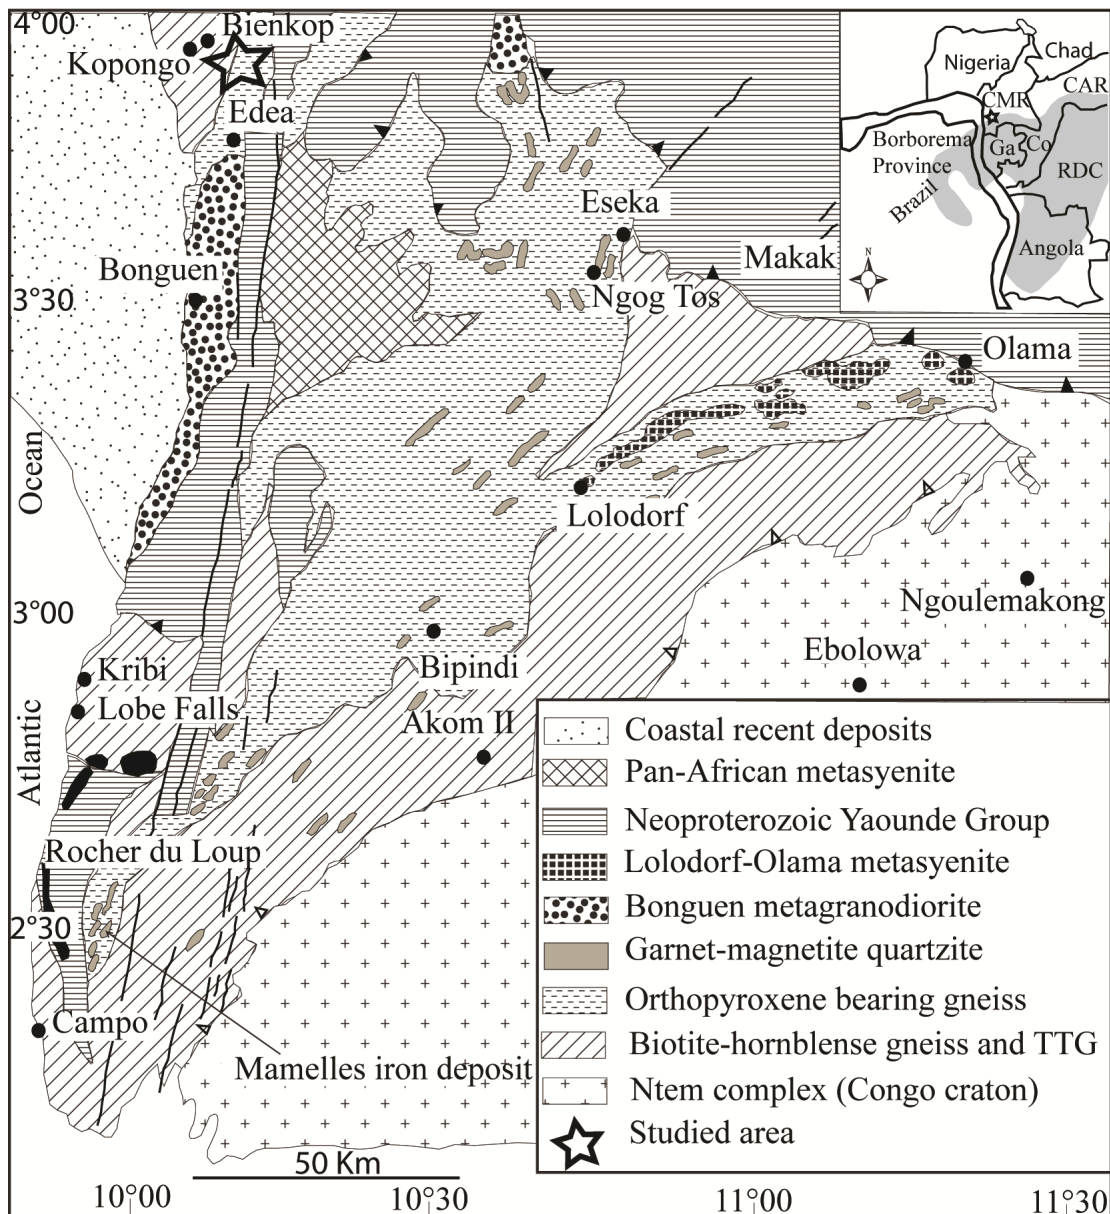 4°00
Bienkop
Kopongo
Edea
Nigeria
Chad
CAR
CMR
Borborema
Province
Brazil
Ga
Co
RDC
Angola
N
Eseka
Makak
Bonguen
3°30
Ngog Tos
Olama
Ocean
Lolodorf
3°00
Ngoulemakong
Ebolowa
Kribi
Bipindi
Lobe Falls
Akom II
Atlantic
Rocher du Loup
2°30
Campo
Mamelles iron deposit
Coastal recent deposits
Pan-African metasyenite
Neoproterozoic Yaounde Group
Lolodorf-Olama metasyenite
Bonguen metagranodiorite
Garnet-magnetite quartzite
Orthopyroxene bearing gneiss
Biotite-hornblense gneiss and TTG
Ntem complex (Congo craton)
Studied area
50 Km
10°00
10°30
11°00
11°30